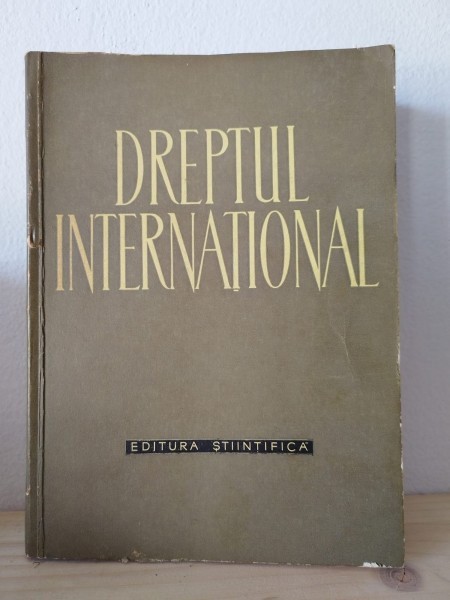 DREPTUL
INTERNAȚIONAL
EDITURA ȘTIINȚIFICĂ